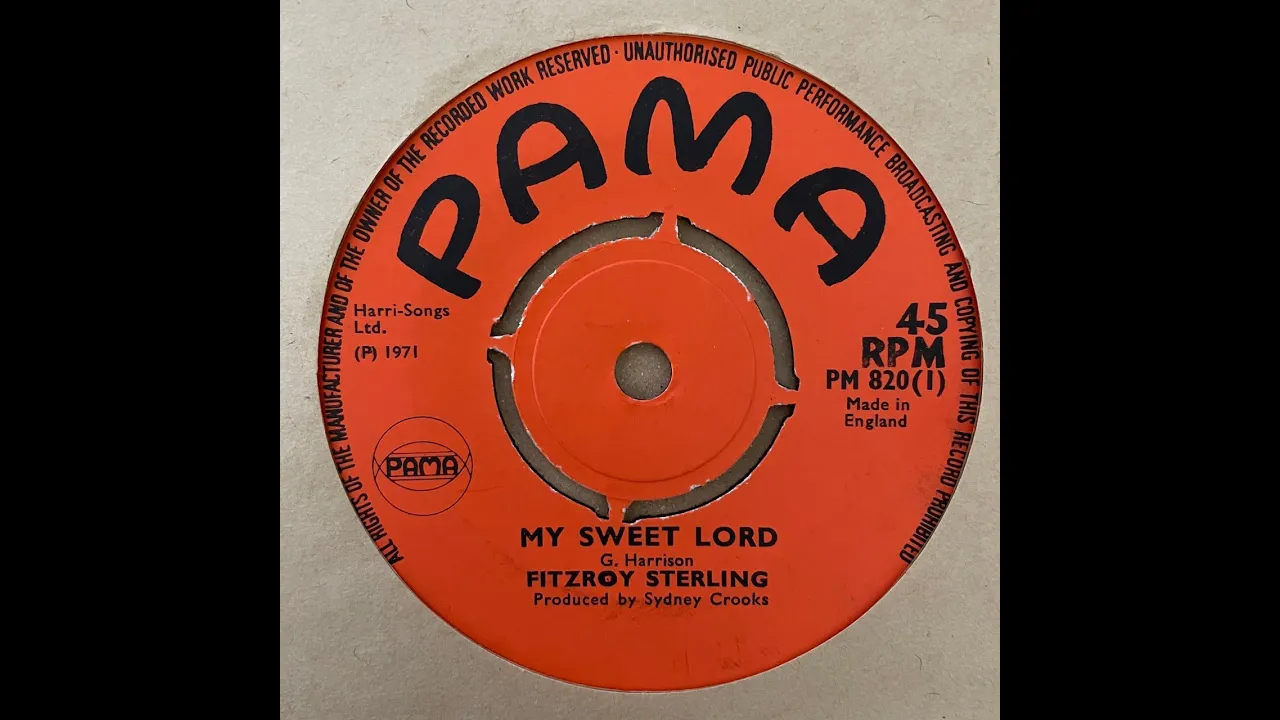 ALL RIGHTS OF THE MANUFACTURER AND OF THE OWNER OF THE RECORDED WORK RESERVED · UNAUTHORISED PUBLIC PERFORMANCE BROADCASTING AND COPYING OF THIS RECORD PROHIBITED
PAMA
Harri-Songs
Ltd.
(P) 1971
45
RPM
PM 820(1)
Made in
England
PAMA
MY SWEET LORD
G. Harrison
FITZROY STERLING
Produced by Sydney Crooks